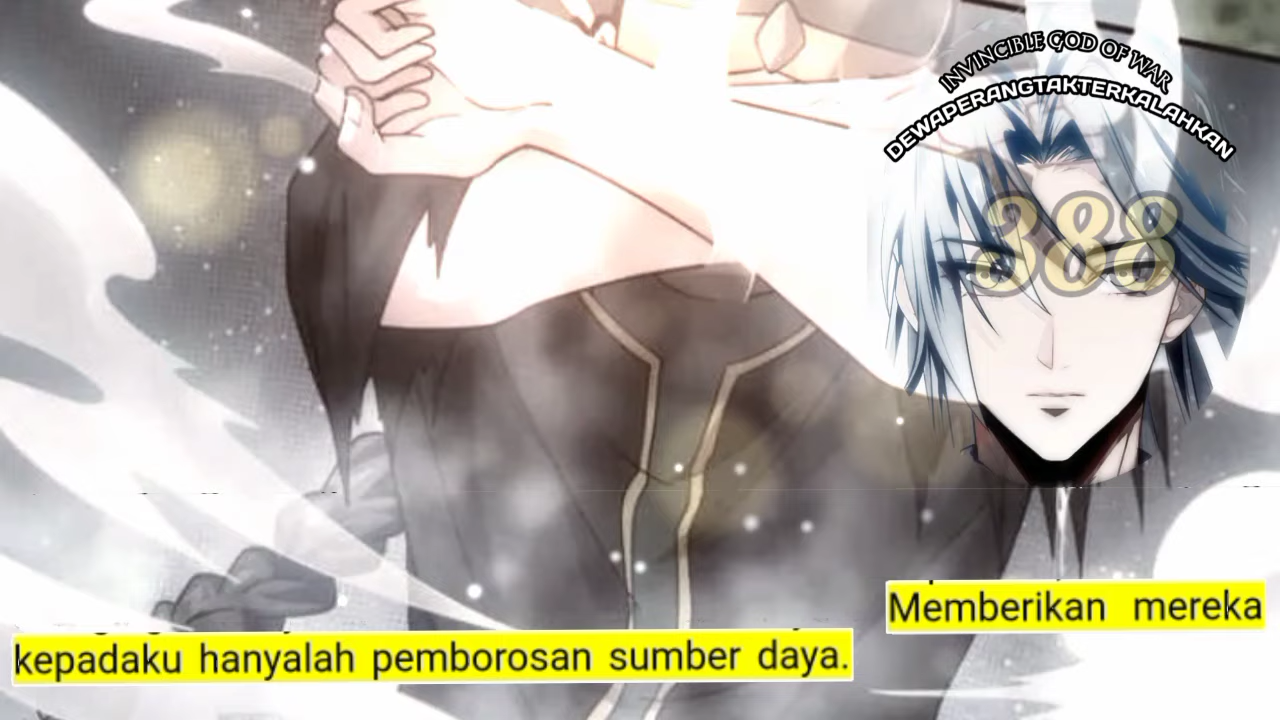 INVINCIBLE GOD OF WAR
DEWAPERANGTAKTERKALAHKAN
388
Memberikan mereka
kepadaku hanyalah pemborosan sumber daya.